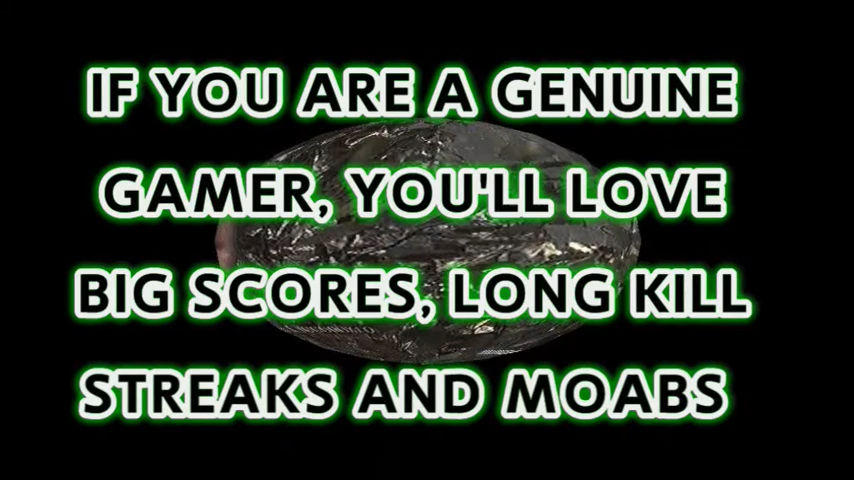 IF YOU ARE A GENUINE
GAMER, YOU'LL LOVE
BIG SCORES, LONG KILL
STREAKS AND MOABS